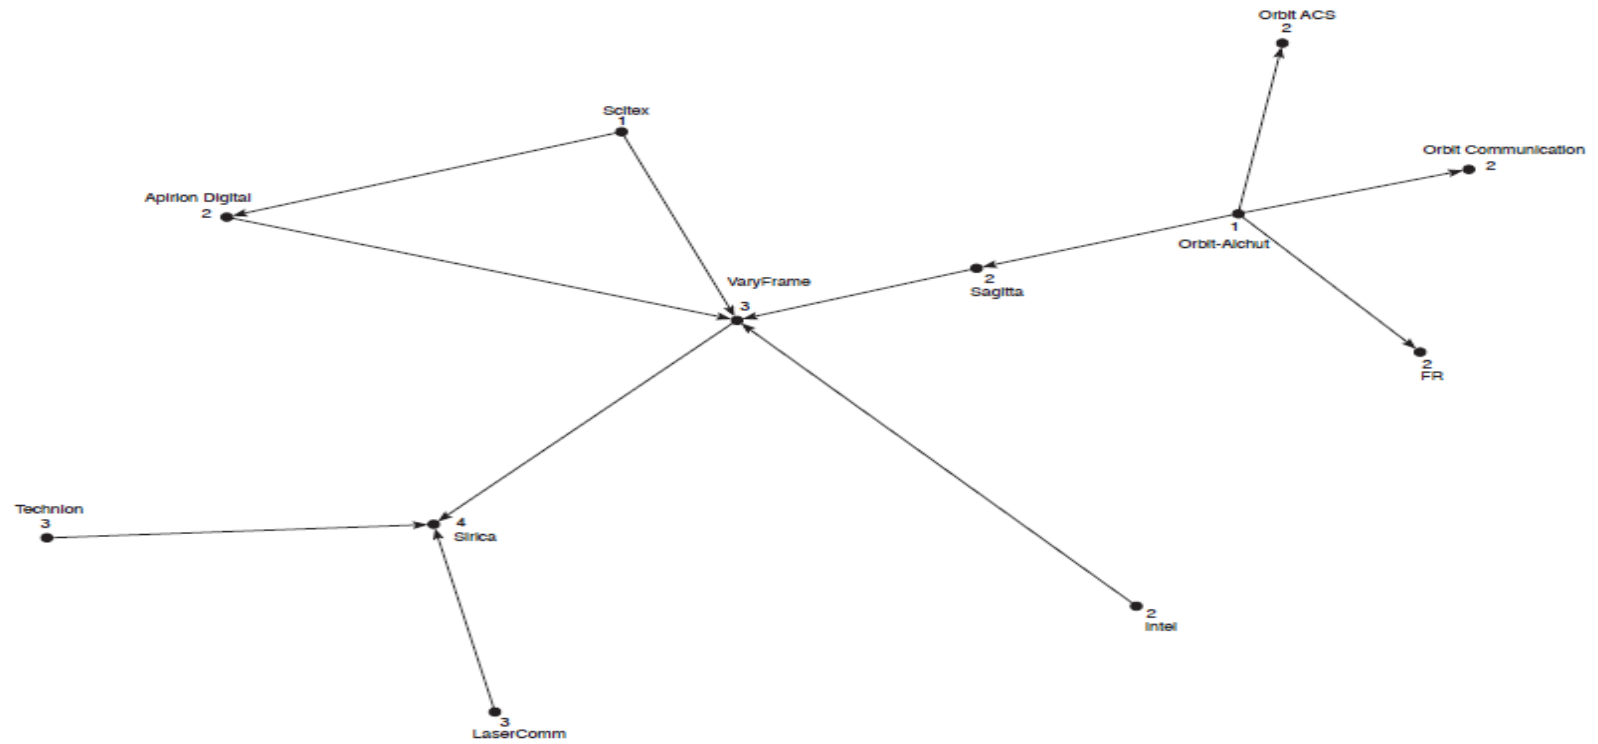 Orbit ACS
2
Scitex
1
Orbit Communication
2
Apirion Digital
2
1
Orbit-Alchut
2
Sagitta
VaryFrame
3
2
FR
Technion
3
4
Sirica
2
Intel
3
LaserComm